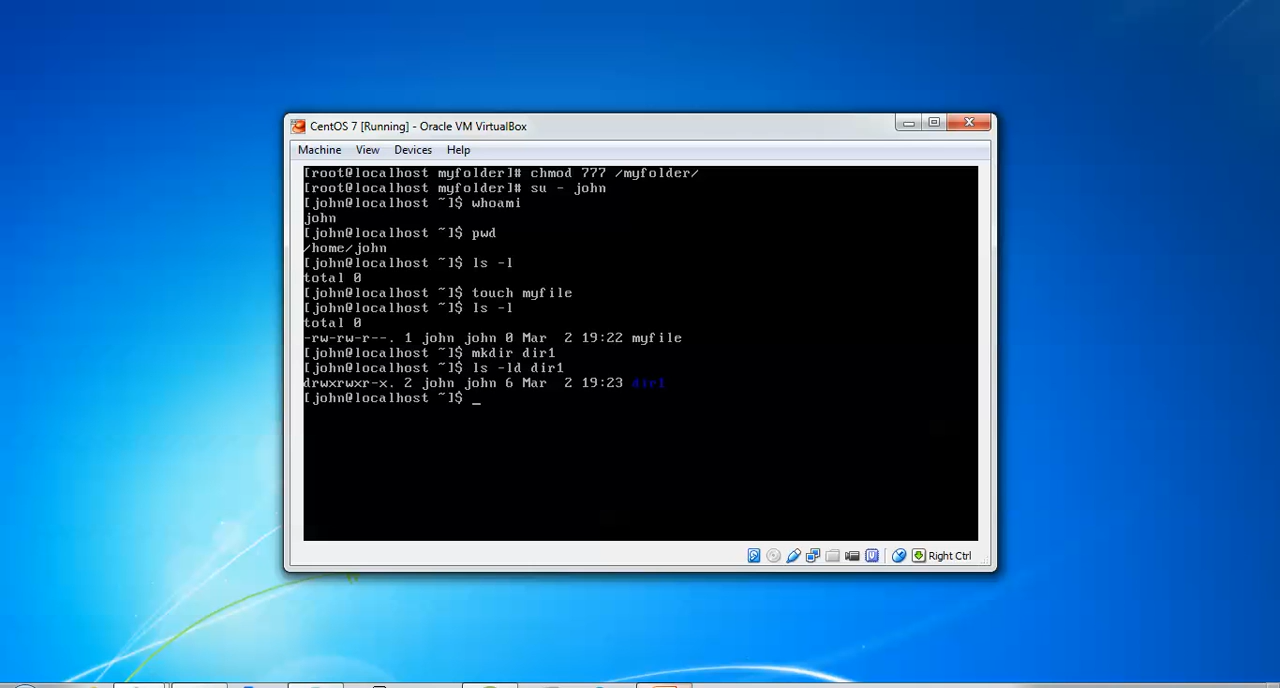 CentOS 7 [Running] - Oracle VM VirtualBox
Machine View Devices Help
[root@localhost myfolder]# chmod 777 /myfolder/
[root@localhost myfolder]# su - john
[john@localhost ~]$ whoami
john
[john@localhost ~]$ pwd
/home/john
[john@localhost ~]$ ls -l
total 0
[john@localhost ~]$ touch myfile
[john@localhost ~]$ ls -l
total 0
-rw-rw-r--. 1 john john 0 Mar  2 19:22 myfile
[john@localhost ~]$ mkdir dir1
[john@localhost ~]$ ls -ld dir1
drwxrwxr-x. 2 john john 6 Mar  2 19:23 dir1
[john@localhost ~]$ _
Right Ctrl